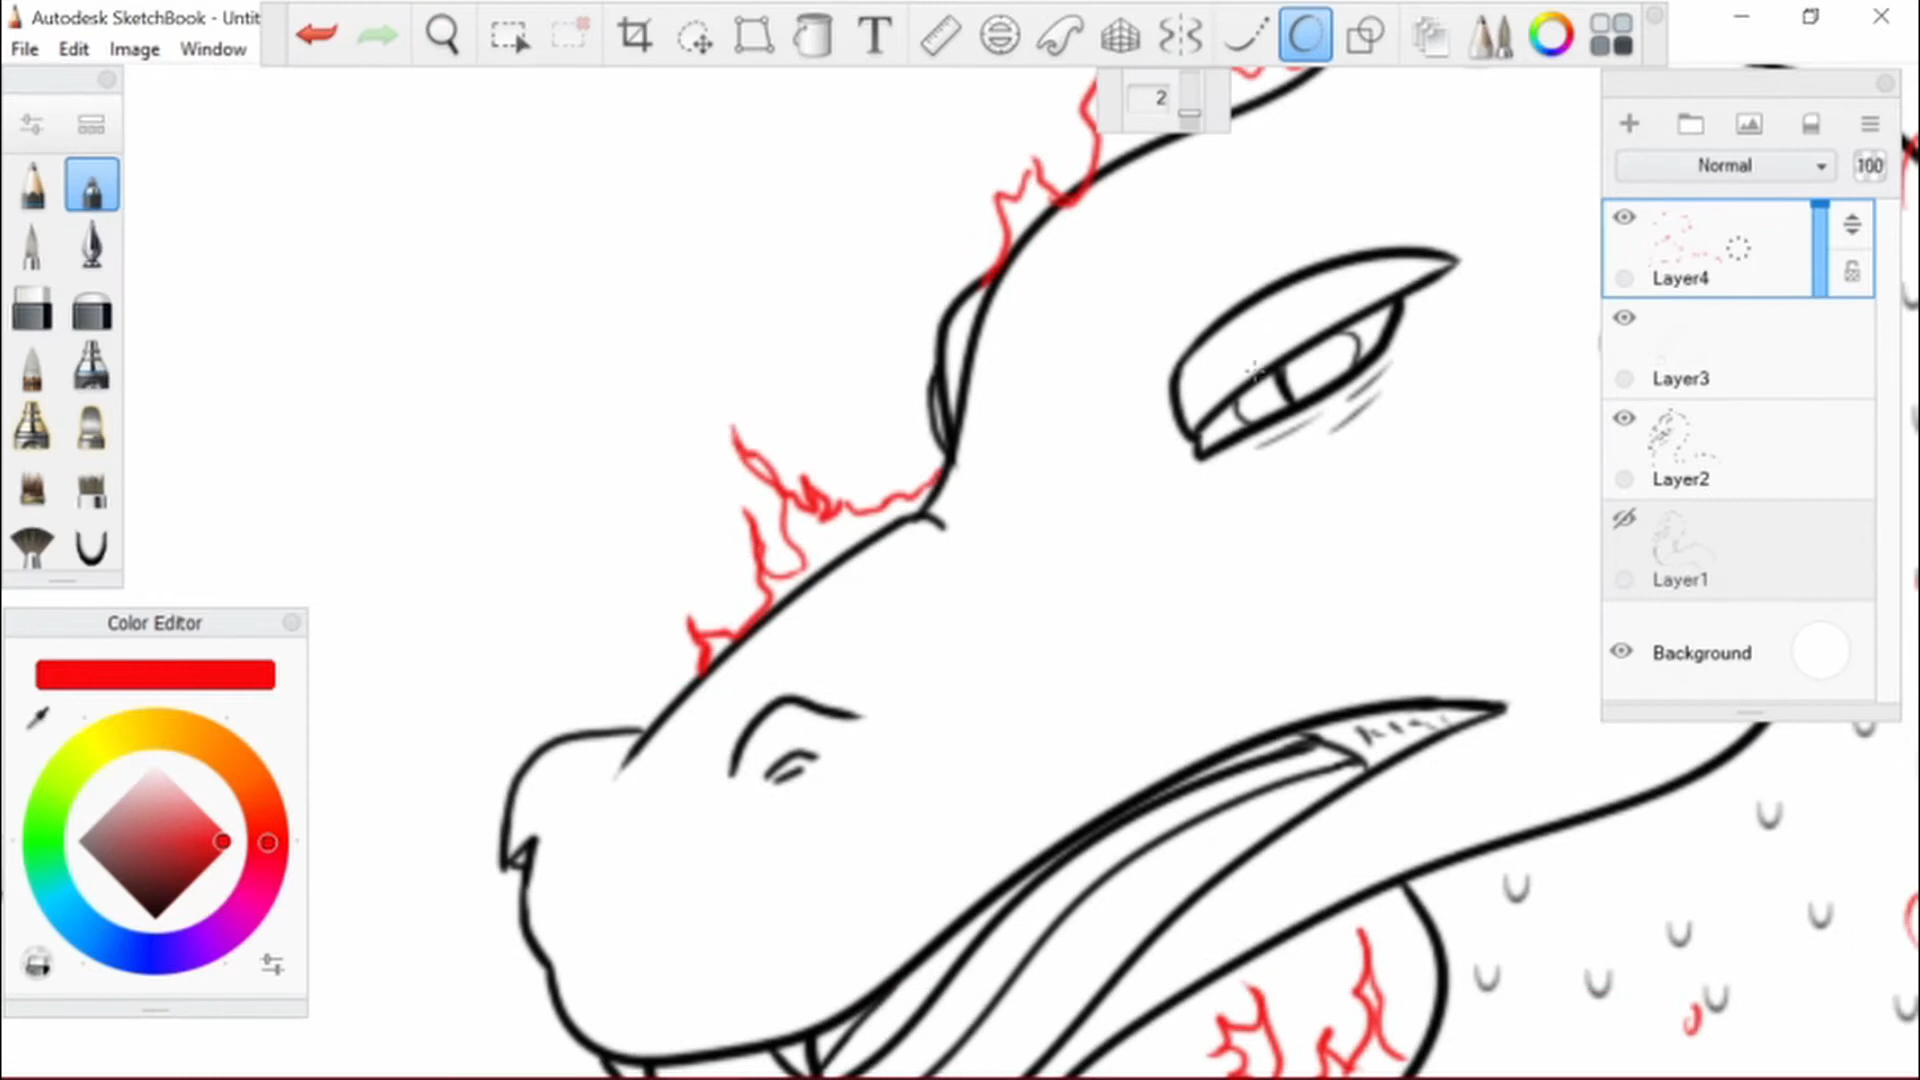 Autodesk SketchBook - Untit
File Edit Image Window
T
2
Normal 100
Layer4
Layer3
Layer2
Layer1
Background
Color Editor